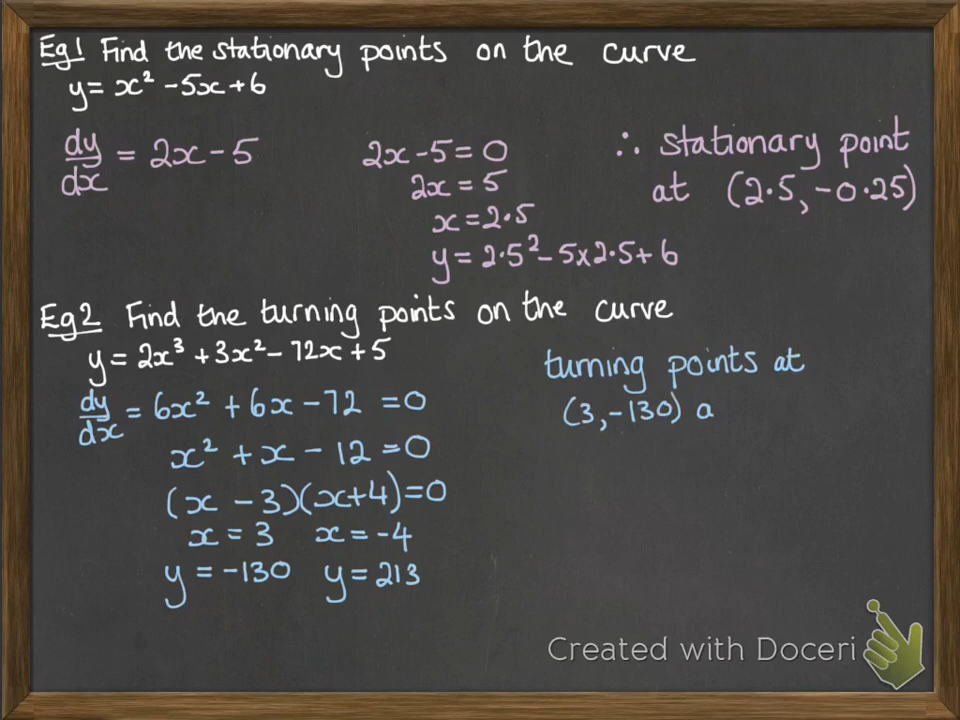 Eg1 Find the stationary points on the curve
y = x² - 5x + 6
dy/dx = 2x - 5
2x - 5 = 0
2x = 5
x = 2·5
y = 2·5² - 5 x 2·5 + 6
∴ stationary point
at (2·5, -0·25)
Eg2 Find the turning points on the curve
y = 2x³ + 3x² - 72x + 5
dy/dx = 6x² + 6x - 72 = 0
x² + x - 12 = 0
(x - 3)(x + 4) = 0
x = 3 x = -4
y = -130 y = 213
turning points at
(3, -130) a
Created with Doceri